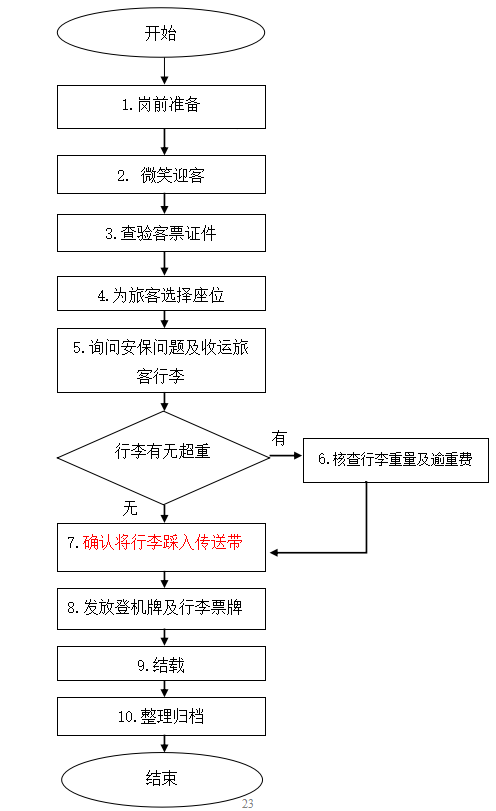 开始
1.岗前准备
2. 微笑迎客
3.查验客票证件
4.为旅客选择座位
5.询问安保问题及收运旅
客行李
行李有无超重
有
6.核查行李重量及逾重费
无
7.确认将行李踩入传送带
8.发放登机牌及行李票牌
9.结载
10.整理归档
结束
23